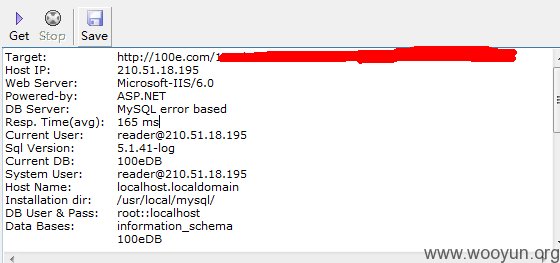 Get Stop Save
Target: http://100e.com/
Host IP: 210.51.18.195
Web Server: Microsoft-IIS/6.0
Powered-by: ASP.NET
DB Server: MySQL error based
Resp. Time(avg): 165 ms
Current User: reader@210.51.18.195
Sql Version: 5.1.41-log
Current DB: 100eDB
System User: reader@210.51.18.195
Host Name: localhost.localdomain
Installation dir: /usr/local/mysql/
DB User & Pass: root::localhost
Data Bases: information_schema
100eDB
www.wooyun.org